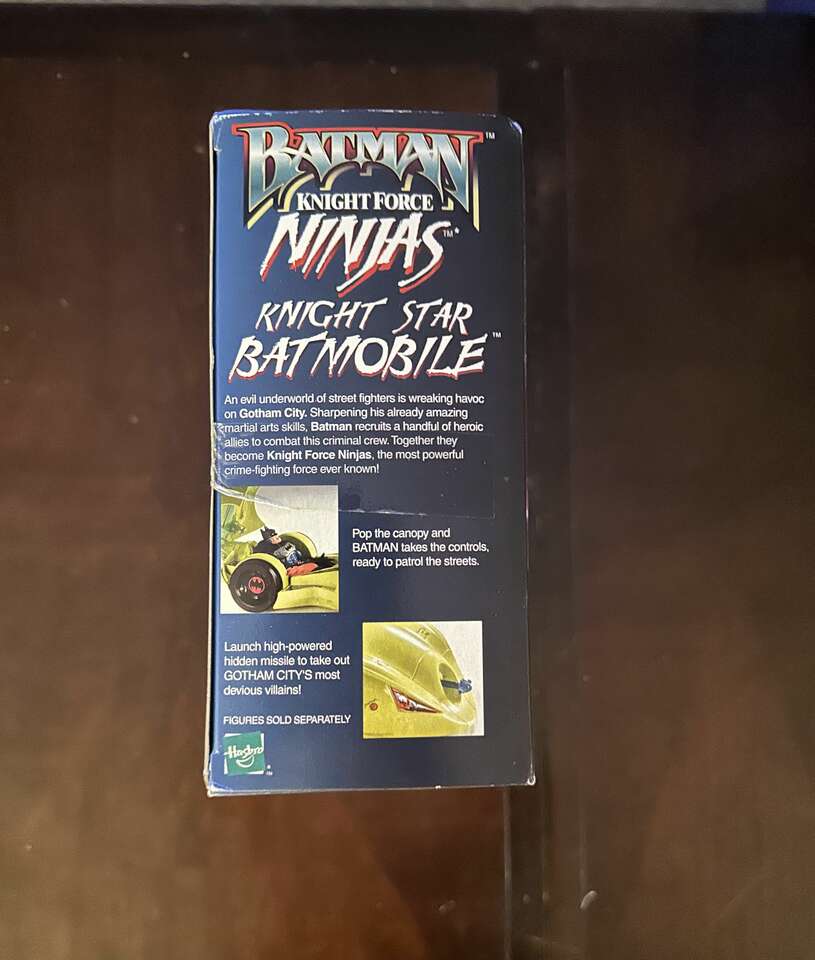 BATMAN™
KNIGHT FORCE
NINJAS™*
KNIGHT STAR
BATMOBILE™
An evil underworld of street fighters is wreaking havoc
on Gotham City. Sharpening his already amazing
martial arts skills, Batman recruits a handful of heroic
allies to combat this criminal crew. Together they
become Knight Force Ninjas, the most powerful
crime-fighting force ever known!
Pop the canopy and
BATMAN takes the controls,
ready to patrol the streets.
Launch high-powered
hidden missile to take out
GOTHAM CITY'S most
devious villains!
FIGURES SOLD SEPARATELY
Hasbro